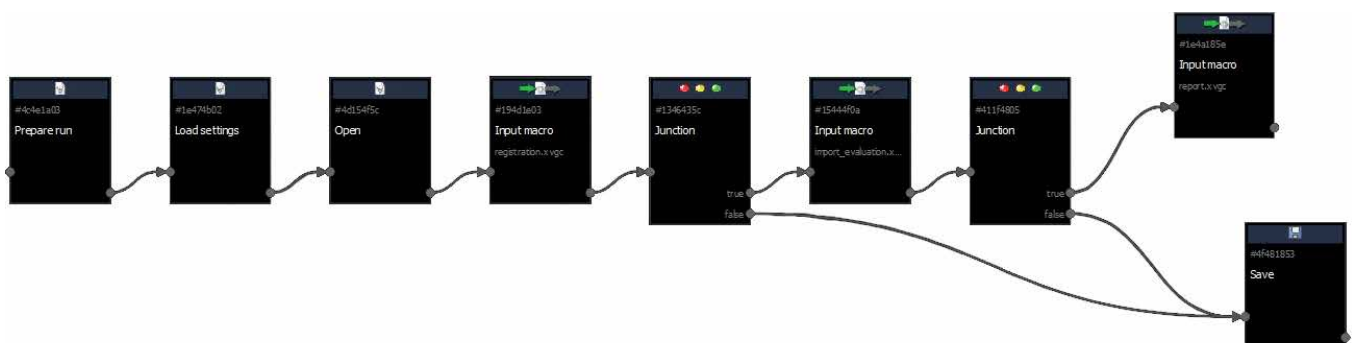 #4c4e1a03
Prepare run
#1e474b02
Load settings
#4d154f5c
Open
#194d1e03
Input macro
registration.xvgc
#1346435c
Junction
true
false
#15444f0a
Input macro
import_evaluation.x...
#411f4805
Junction
true
false
#1e4a185e
Input macro
report.xvgc
#4f481853
Save